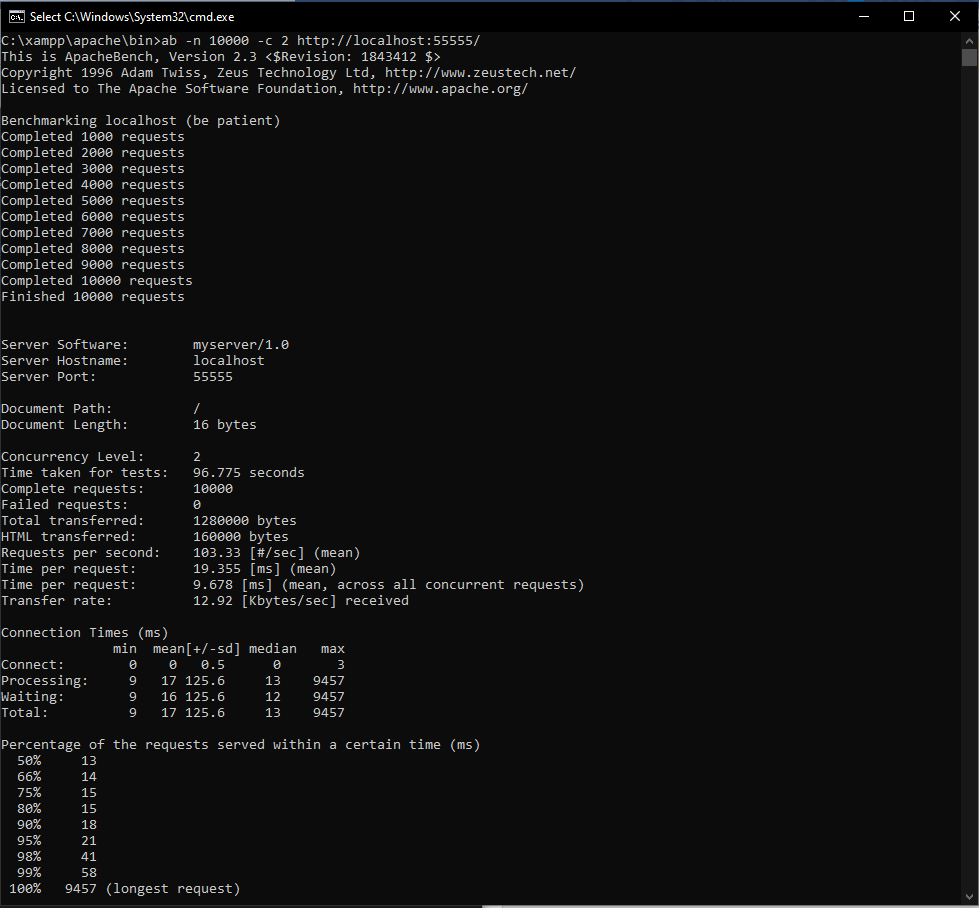 Select C:\Windows\System32\cmd.exe
C:\xampp\apache\bin>ab -n 10000 -c 2 http://localhost:55555/
This is ApacheBench, Version 2.3 <$Revision: 1843412 $>
Copyright 1996 Adam Twiss, Zeus Technology Ltd, http://www.zeustech.net/
Licensed to The Apache Software Foundation, http://www.apache.org/

Benchmarking localhost (be patient)
Completed 1000 requests
Completed 2000 requests
Completed 3000 requests
Completed 4000 requests
Completed 5000 requests
Completed 6000 requests
Completed 7000 requests
Completed 8000 requests
Completed 9000 requests
Completed 10000 requests
Finished 10000 requests


Server Software:        myserver/1.0
Server Hostname:        localhost
Server Port:            55555

Document Path:          /
Document Length:        16 bytes

Concurrency Level:      2
Time taken for tests:   96.775 seconds
Complete requests:      10000
Failed requests:        0
Total transferred:      1280000 bytes
HTML transferred:       160000 bytes
Requests per second:    103.33 [#/sec] (mean)
Time per request:       19.355 [ms] (mean)
Time per request:       9.678 [ms] (mean, across all concurrent requests)
Transfer rate:          12.92 [Kbytes/sec] received

Connection Times (ms)
              min  mean[+/-sd] median   max
Connect:        0    0   0.5      0       3
Processing:     9   17 125.6     13    9457
Waiting:        9   16 125.6     12    9457
Total:          9   17 125.6     13    9457

Percentage of the requests served within a certain time (ms)
  50%     13
  66%     14
  75%     15
  80%     15
  90%     18
  95%     21
  98%     41
  99%     58
 100%   9457 (longest request)